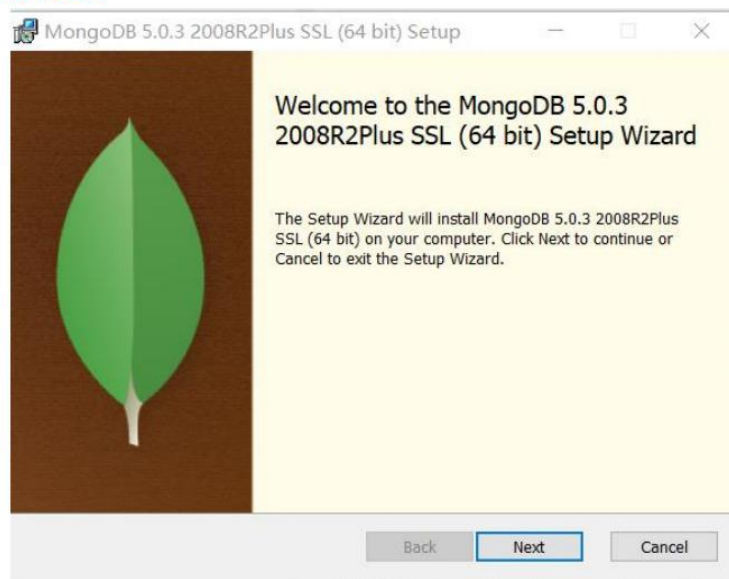 MongoDB 5.0.3 2008R2Plus SSL (64 bit) Setup
Welcome to the MongoDB 5.0.3
2008R2Plus SSL (64 bit) Setup Wizard
The Setup Wizard will install MongoDB 5.0.3 2008R2Plus
SSL (64 bit) on your computer. Click Next to continue or
Cancel to exit the Setup Wizard.
Back Next Cancel